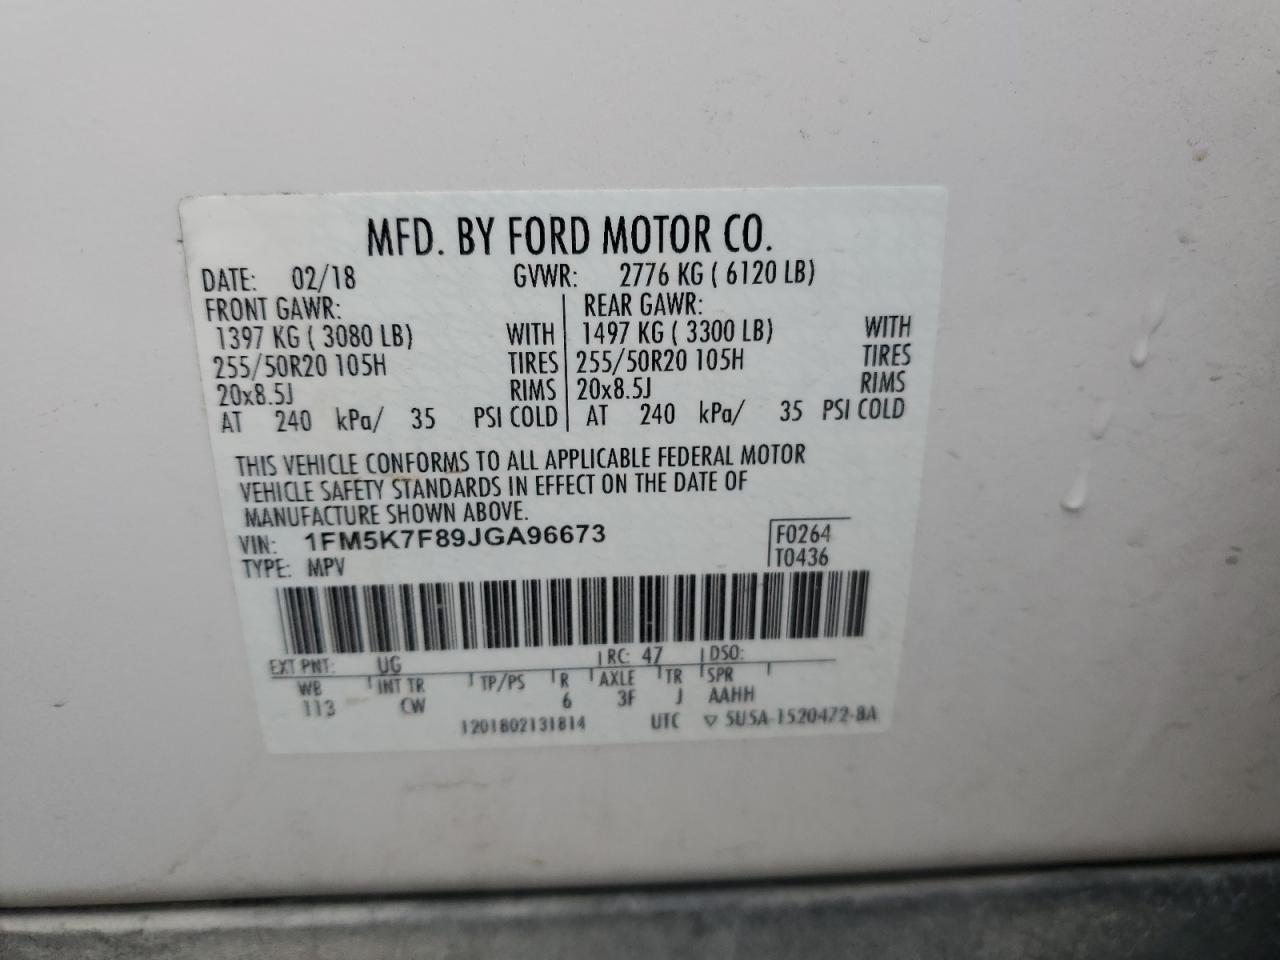 MFD. BY FORD MOTOR CO.
DATE: 02/18 GVWR: 2776 KG ( 6120 LB)
FRONT GAWR: REAR GAWR:
1397 KG ( 3080 LB) WITH 1497 KG ( 3300 LB) WITH
255/50R20 105H TIRES 255/50R20 105H TIRES
20x8.5J RIMS 20x8.5J RIMS
AT 240 kPa/ 35 PSI COLD AT 240 kPa/ 35 PSI COLD
THIS VEHICLE CONFORMS TO ALL APPLICABLE FEDERAL MOTOR
VEHICLE SAFETY STANDARDS IN EFFECT ON THE DATE OF
MANUFACTURE SHOWN ABOVE.
VIN: 1FM5K7F89JGA96673 F0264
TYPE: MPV T0436
EXT PNT: UG RC: 47 DSO:
WB INT TR TP/PS R AXLE TR SPR
113 CW 6 3F J AAHH
1201802131814 UTC ▽ 5U5A-1520472-BA